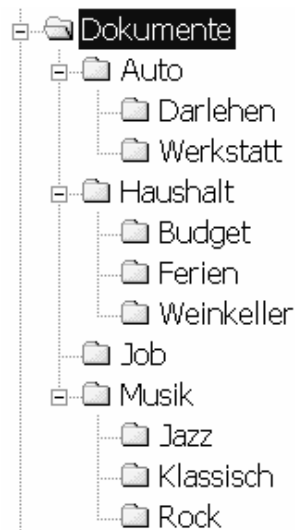 Dokumente
Auto
Darlehen
Werkstatt
Haushalt
Budget
Ferien
Weinkeller
Job
Musik
Jazz
Klassisch
Rock